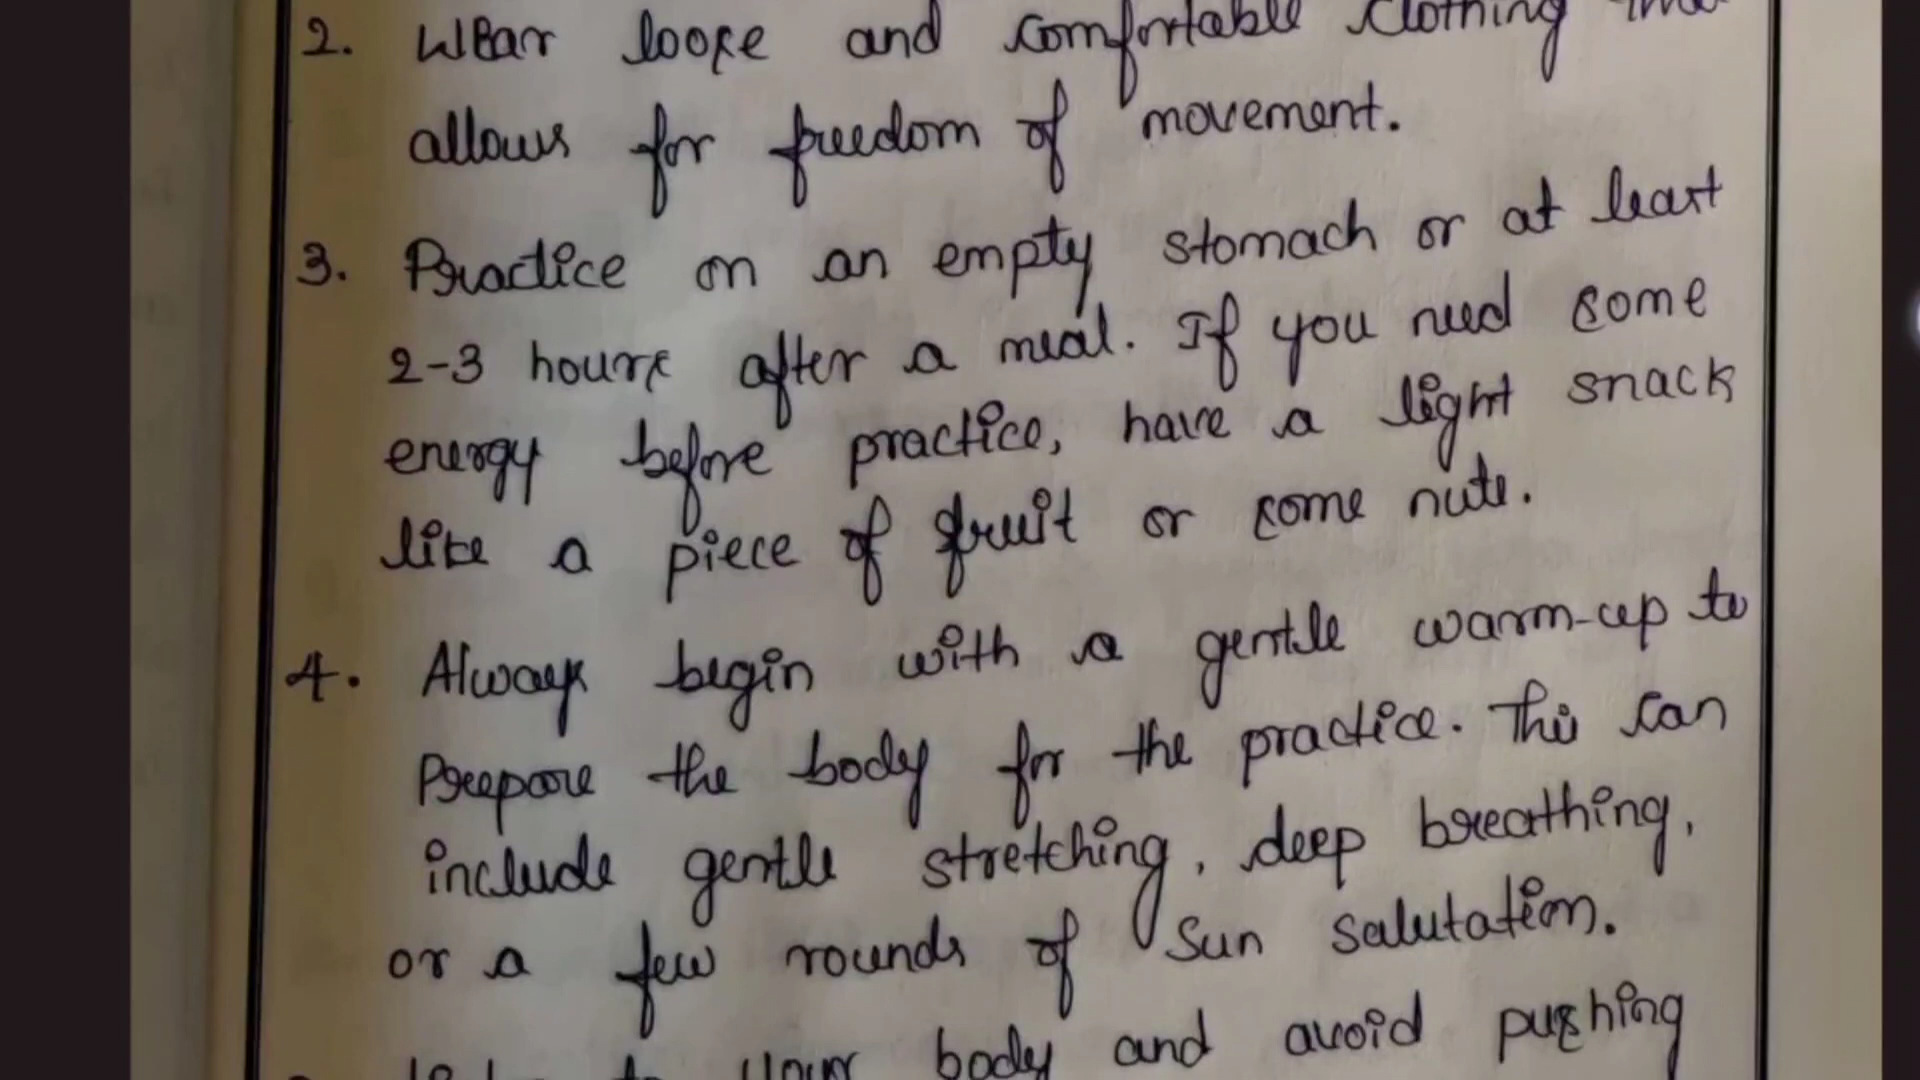 2. Wear loose and comfortable clothing that
allows for freedom of movement.
3. Practice on an empty stomach or at least
2-3 hours after a meal. If you need some
energy before practice, have a light snack
like a piece of fruit or some nuts.
4. Always begin with a gentle warm-up to
Prepare the body for the practice. This can
include gentle stretching, deep breathing,
or a few rounds of Sun salutation.
to your body and avoid pushing